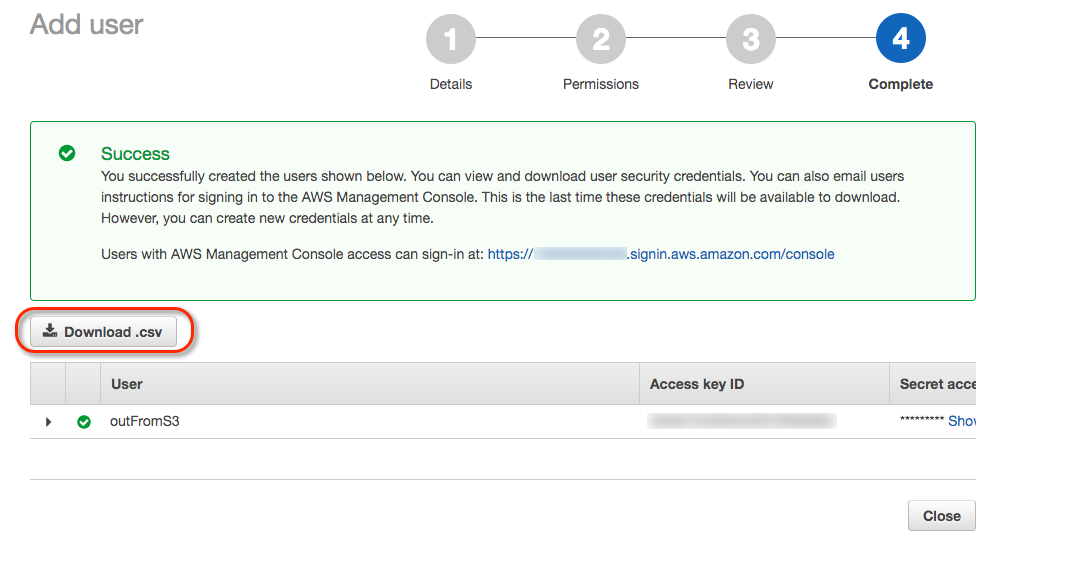 Add user
1 2 3 4
Details Permissions Review Complete
Success
You successfully created the users shown below. You can view and download user security credentials. You can also email users
instructions for signing in to the AWS Management Console. This is the last time these credentials will be available to download.
However, you can create new credentials at any time.
Users with AWS Management Console access can sign-in at: https:// .signin.aws.amazon.com/console
Download .csv
User Access key ID Secret acce
outFromS3 ********* Shov
Close